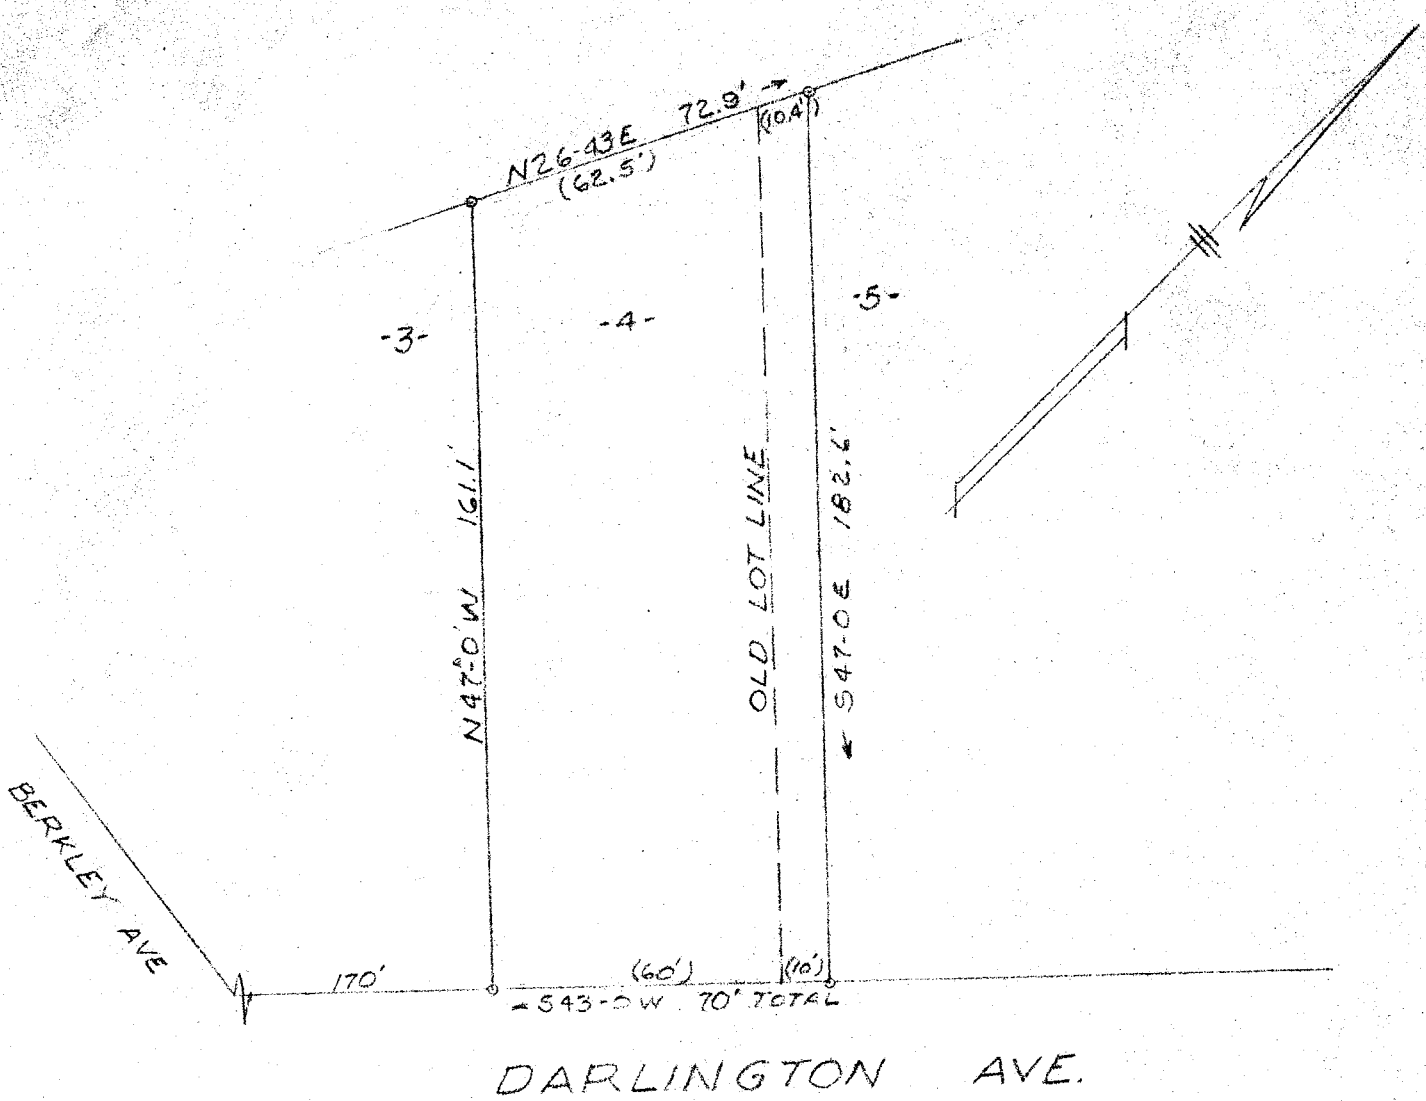 72.9'
(10.4')
N26-43E
(62.5')
-5-
-3-
-4-
N47-0'W 161.1'
OLD LOT LINE
S47-0E 182.6'
BERKLEY AVE
170'
(60')
(10')
S43-0W 70' TOTAL
DARLINGTON AVE.